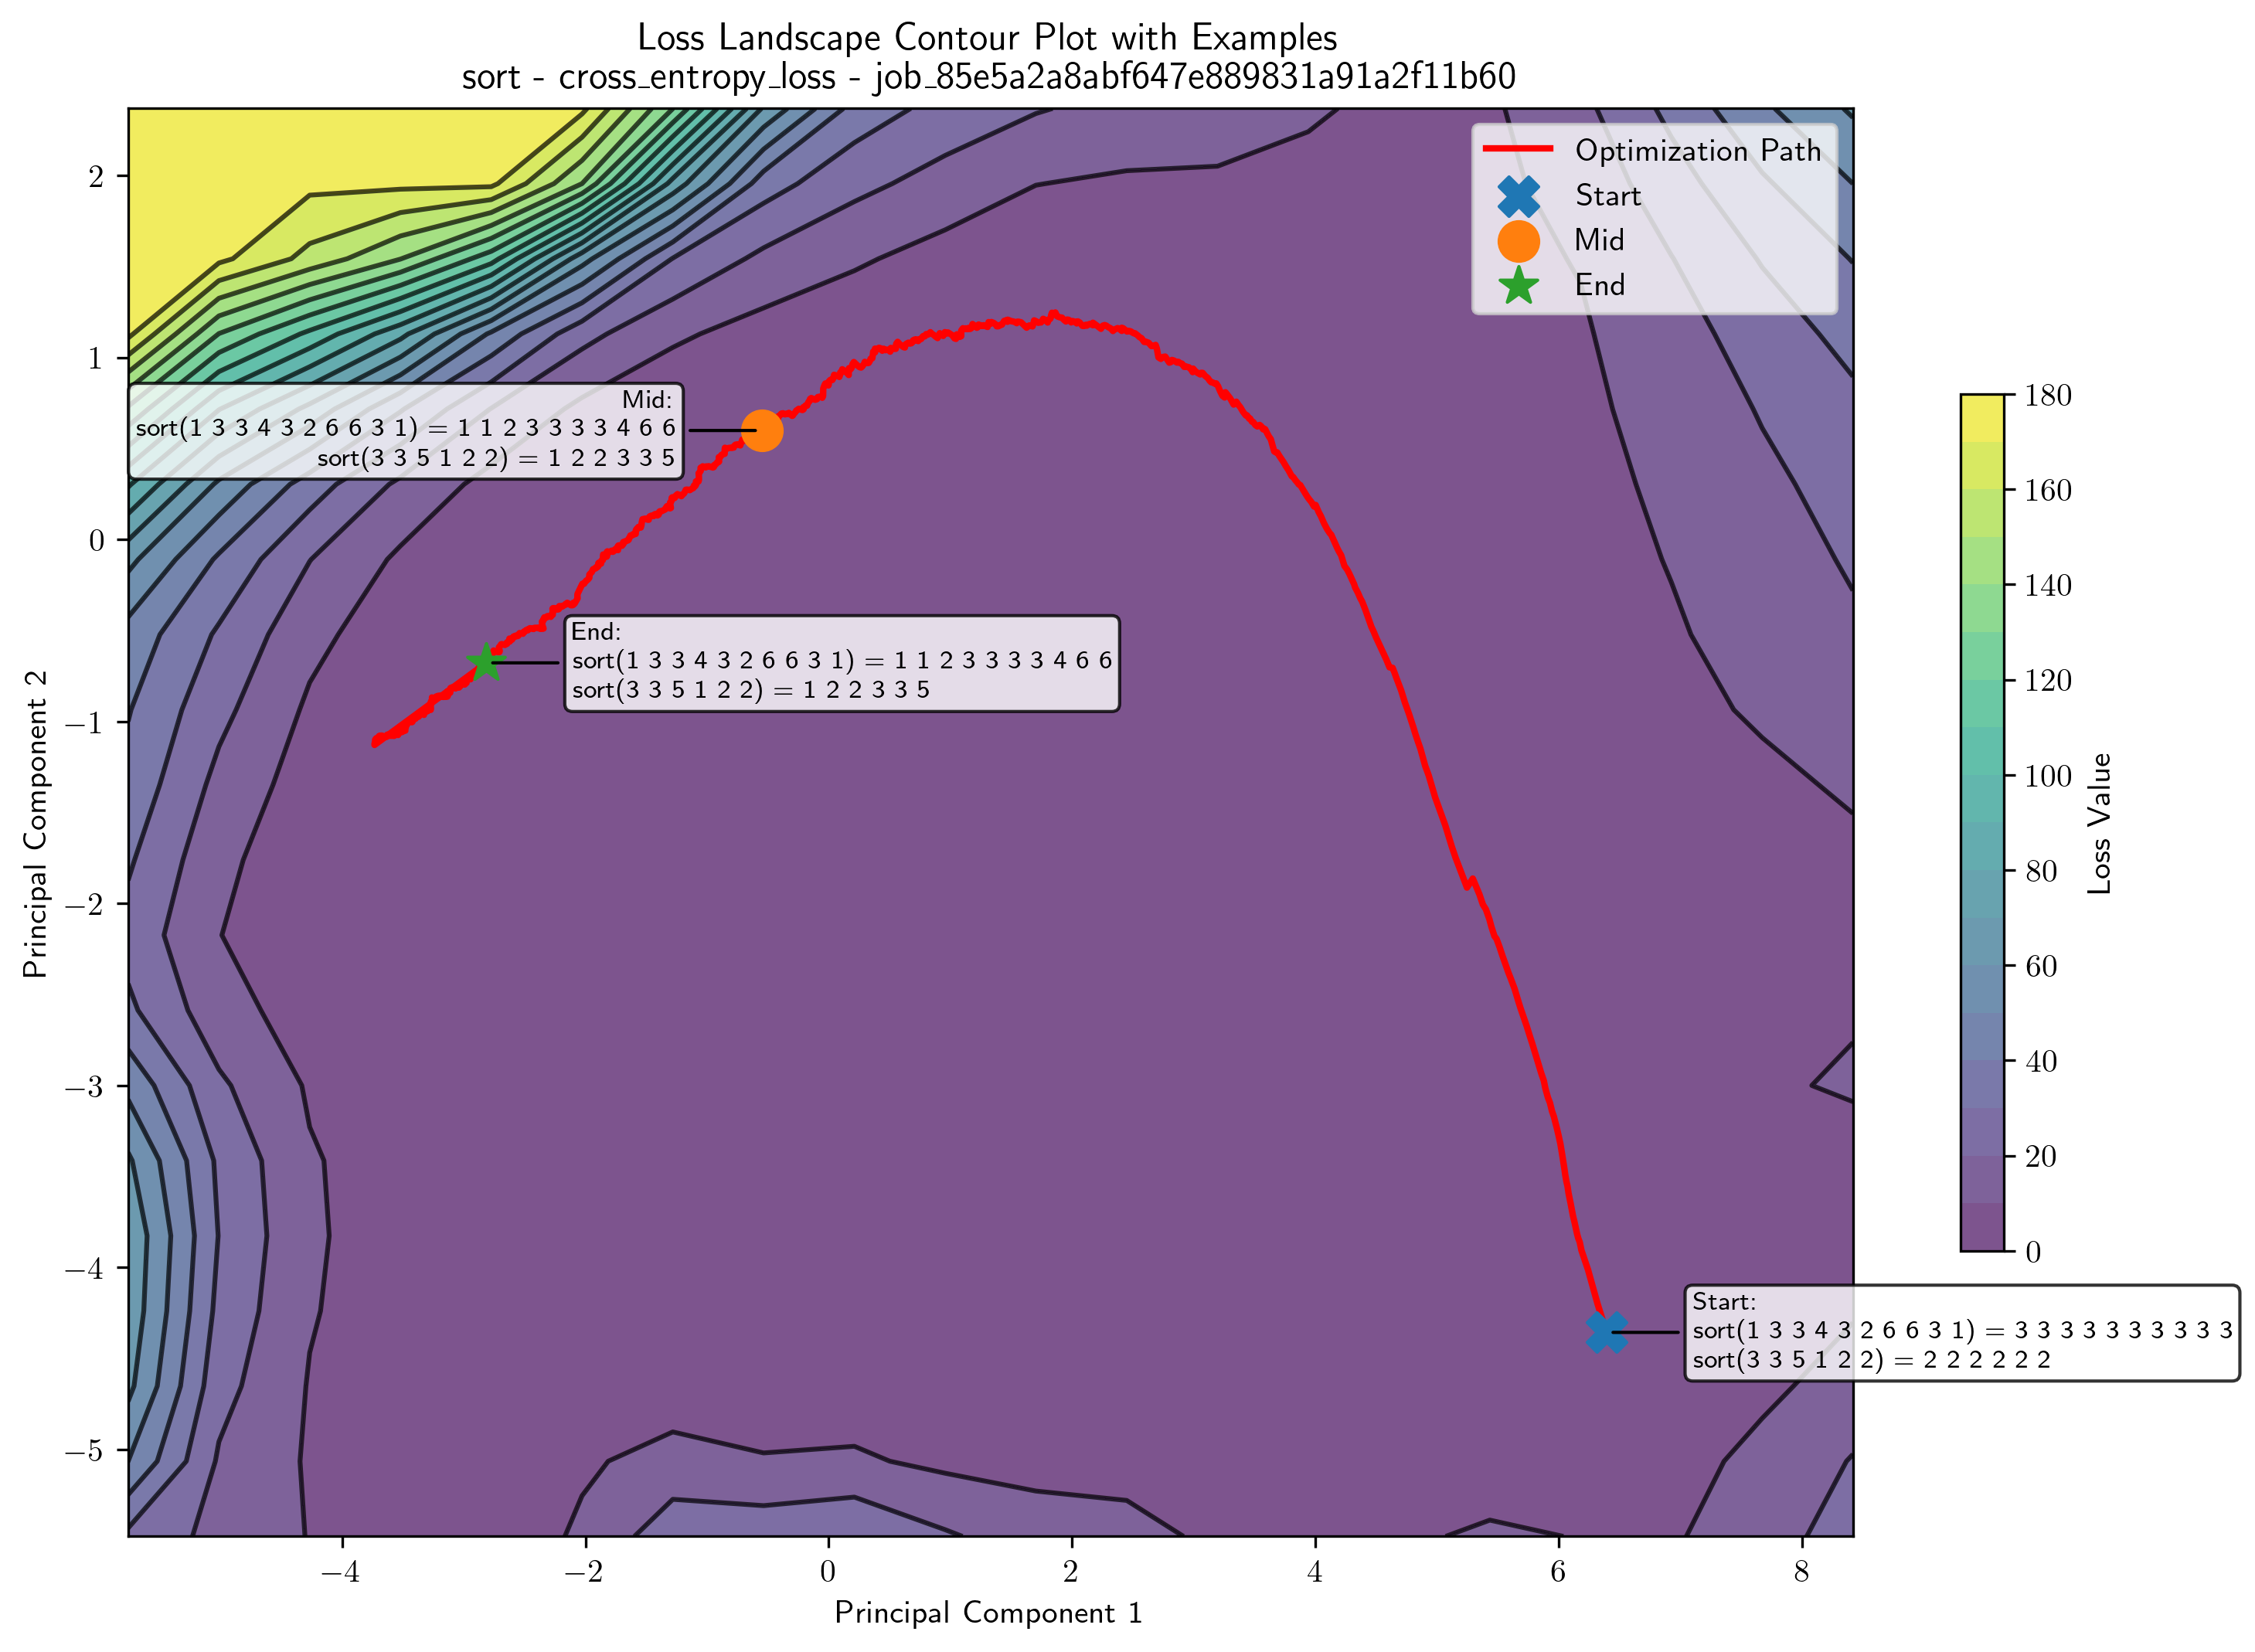 Loss Landscape Contour Plot with Examples
sort - cross_entropy_loss - job_85e5a2a8abf647e889831a91a2f11b60
Optimization Path
Start
Mid
End
Mid:
sort(1 3 3 4 3 2 6 6 3 1) = 1 1 2 3 3 3 3 4 6 6
sort(3 3 5 1 2 2) = 1 2 2 3 3 5
End:
sort(1 3 3 4 3 2 6 6 3 1) = 1 1 2 3 3 3 3 4 6 6
sort(3 3 5 1 2 2) = 1 2 2 3 3 5
Start:
sort(1 3 3 4 3 2 6 6 3 1) = 3 3 3 3 3 3 3 3 3 3
sort(3 3 5 1 2 2) = 2 2 2 2 2 2
2
1
0
−1
−2
−3
−4
−5
Principal Component 2
−4
−2
0
2
4
6
8
Principal Component 1
180
160
140
120
100
80
60
40
20
0
Loss Value